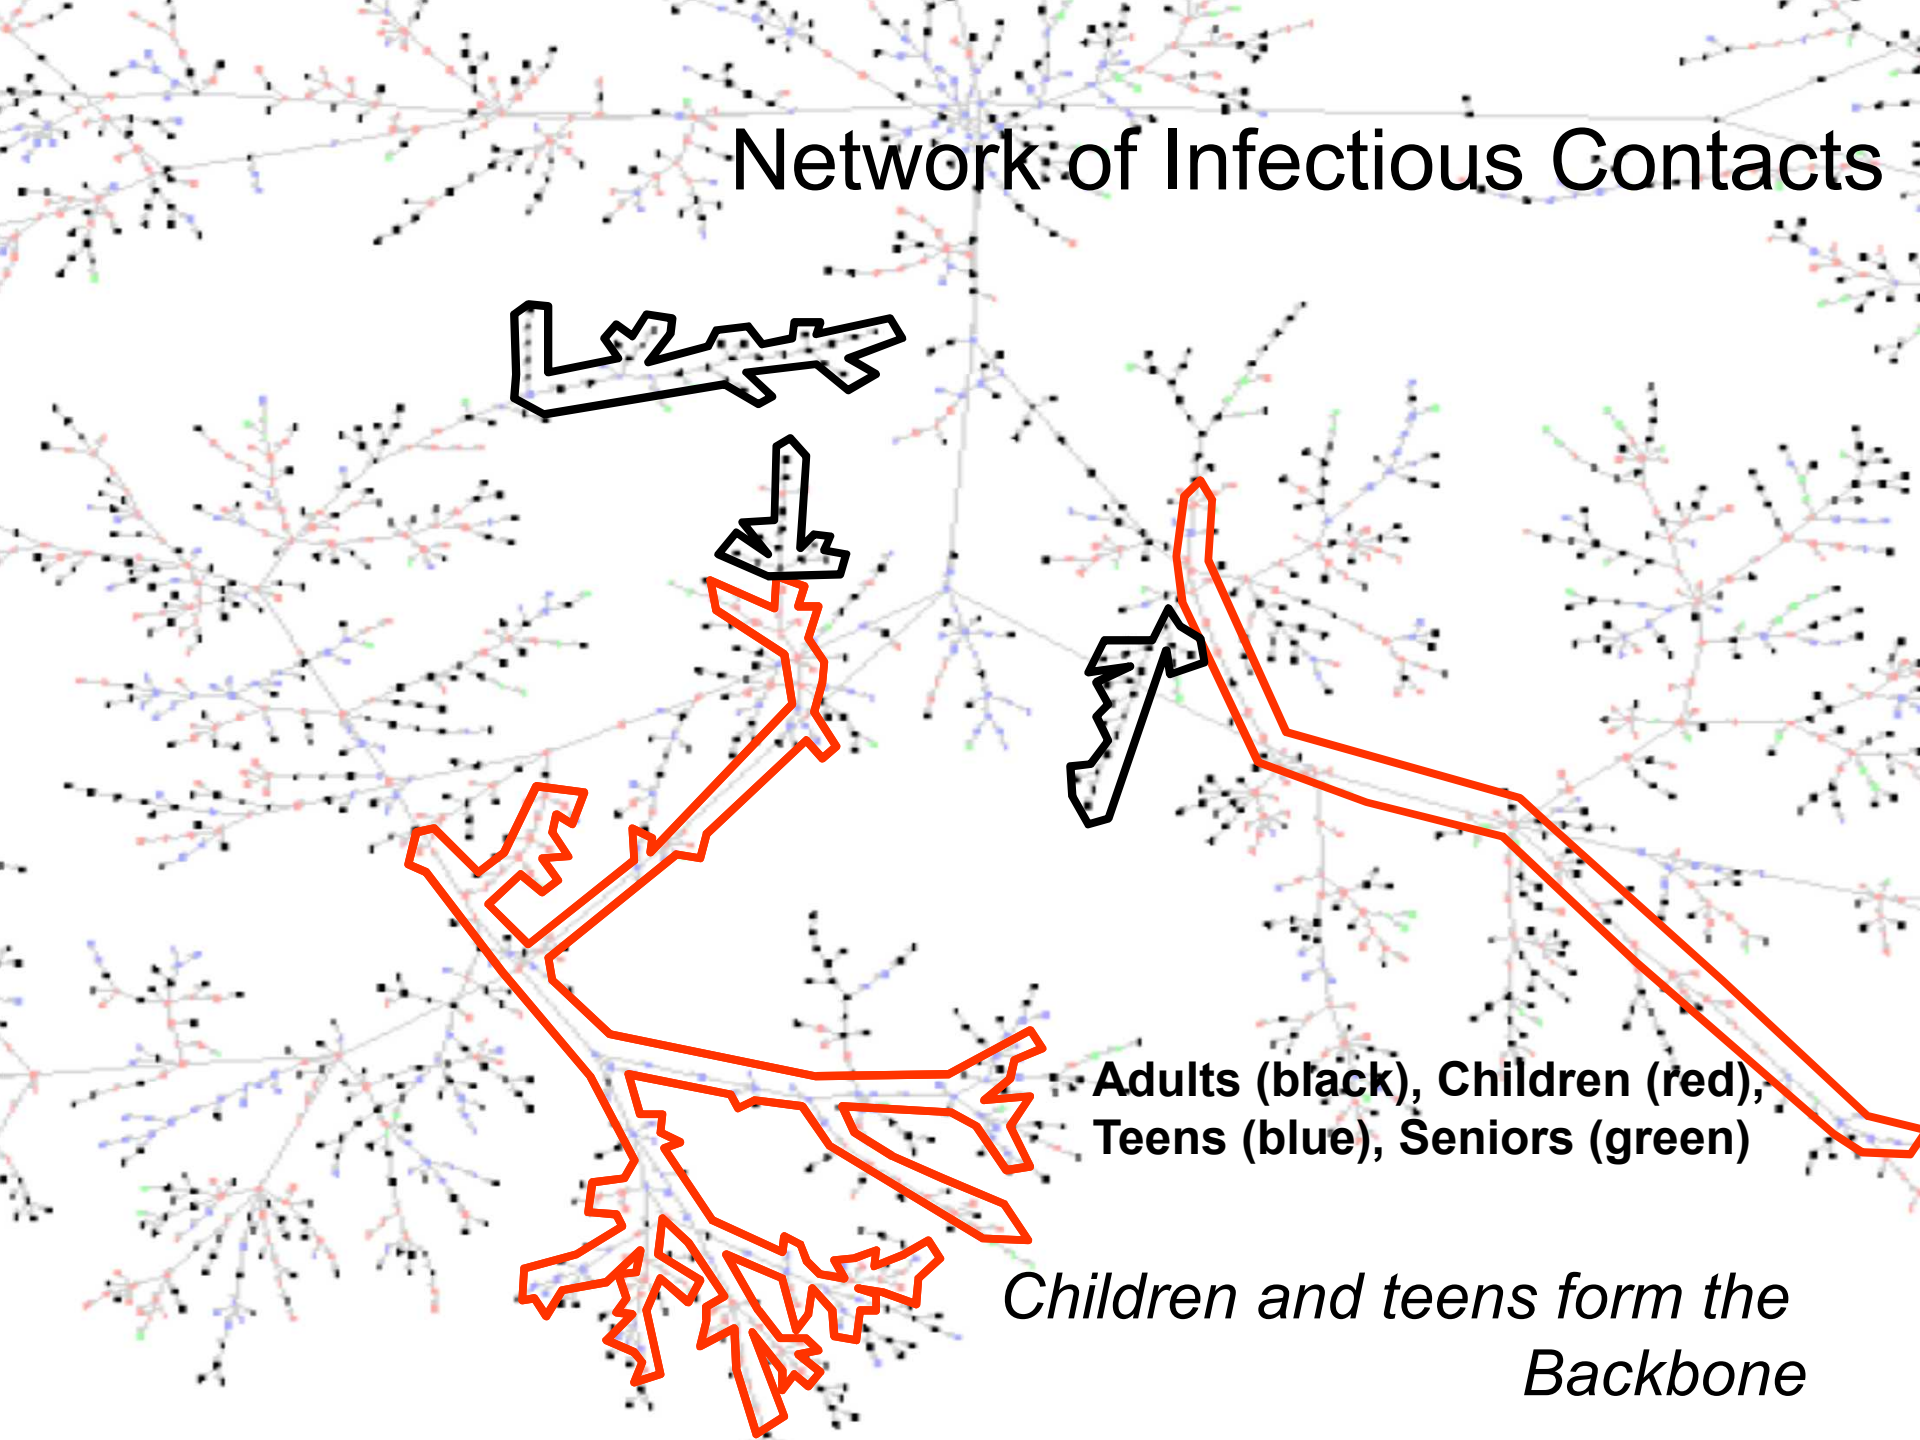 Network of Infectious Contacts
Adults (black), Children (red),
Teens (blue), Seniors (green)
Children and teens form the
Backbone